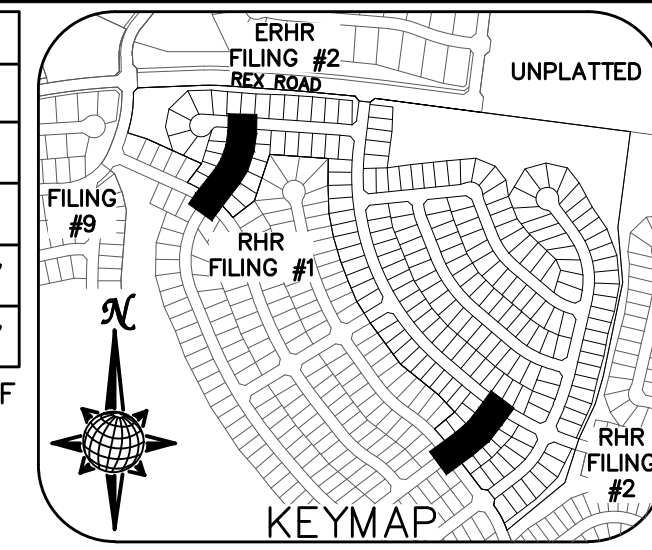 ERHR
FILING #2
REX ROAD
UNPLATTED
FILING
#9
RHR
FILING #1
N
F
RHR
FILING
#2
KEYMAP